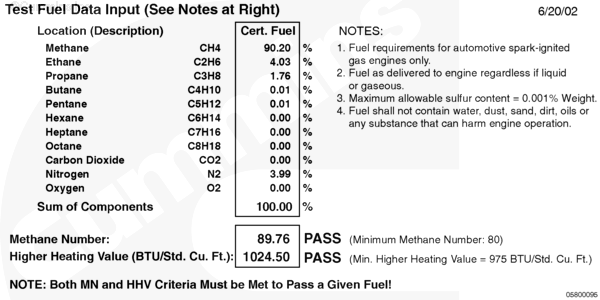 Test Fuel Data Input (See Notes at Right)
6/20/02
Location (Description) Cert. Fuel
Methane CH4 90.20 %
Ethane C2H6 4.03 %
Propane C3H8 1.76 %
Butane C4H10 0.01 %
Pentane C5H12 0.01 %
Hexane C6H14 0.00 %
Heptane C7H16 0.00 %
Octane C8H18 0.00 %
Carbon Dioxide CO2 0.00 %
Nitrogen N2 3.99 %
Oxygen O2 0.00 %
Sum of Components 100.00 %
NOTES:
1. Fuel requirements for automotive spark-ignited
gas engines only.
2. Fuel as delivered to engine regardless if liquid
or gaseous.
3. Maximum allowable sulfur content = 0.001% Weight.
4. Fuel shall not contain water, dust, sand, dirt, oils or
any substance that can harm engine operation.
Methane Number: 89.76 PASS (Minimum Methane Number: 80)
Higher Heating Value (BTU/Std. Cu. Ft.): 1024.50 PASS (Min. Higher Heating Value = 975 BTU/Std. Cu. Ft.)
NOTE: Both MN and HHV Criteria Must be Met to Pass a Given Fuel!
05800095